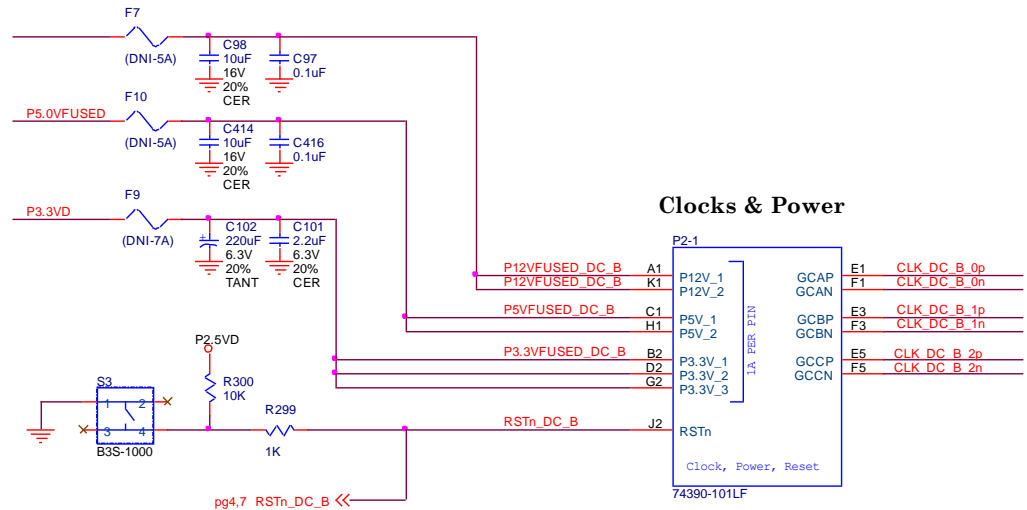 F7
(DNI-5A)
C98
10uF
16V
20%
CER
C97
0.1uF
F10
P5.0VFUSED
(DNI-5A)
C414
10uF
16V
20%
CER
C416
0.1uF
F9
P3.3VD
(DNI-7A)
+
C102
220uF
6.3V
20%
TANT
C101
2.2uF
6.3V
20%
CER
Clocks & Power
P2-1
P12VFUSED_DC_B A1 P12V_1
P12VFUSED_DC_B K1 P12V_2
P5VFUSED_DC_B C1 P5V_1
H1 P5V_2
P3.3VFUSED_DC_B B2 P3.3V_1
D2 P3.3V_2
G2 P3.3V_3
1A PER PIN
GCAP E1 CLK_DC_B_0p
GCAN F1 CLK_DC_B_0n
GCBP E3 CLK_DC_B_1p
GCBN F3 CLK_DC_B_1n
GCCP E5 CLK_DC_B_2p
GCCN F5 CLK_DC_B_2n
RSTn_DC_B J2 RSTn
Clock, Power, Reset
74390-101LF
P2.5VD
R300
10K
S3
1 2
3 4
B3S-1000
R299
1K
pg4,7 RSTn_DC_B